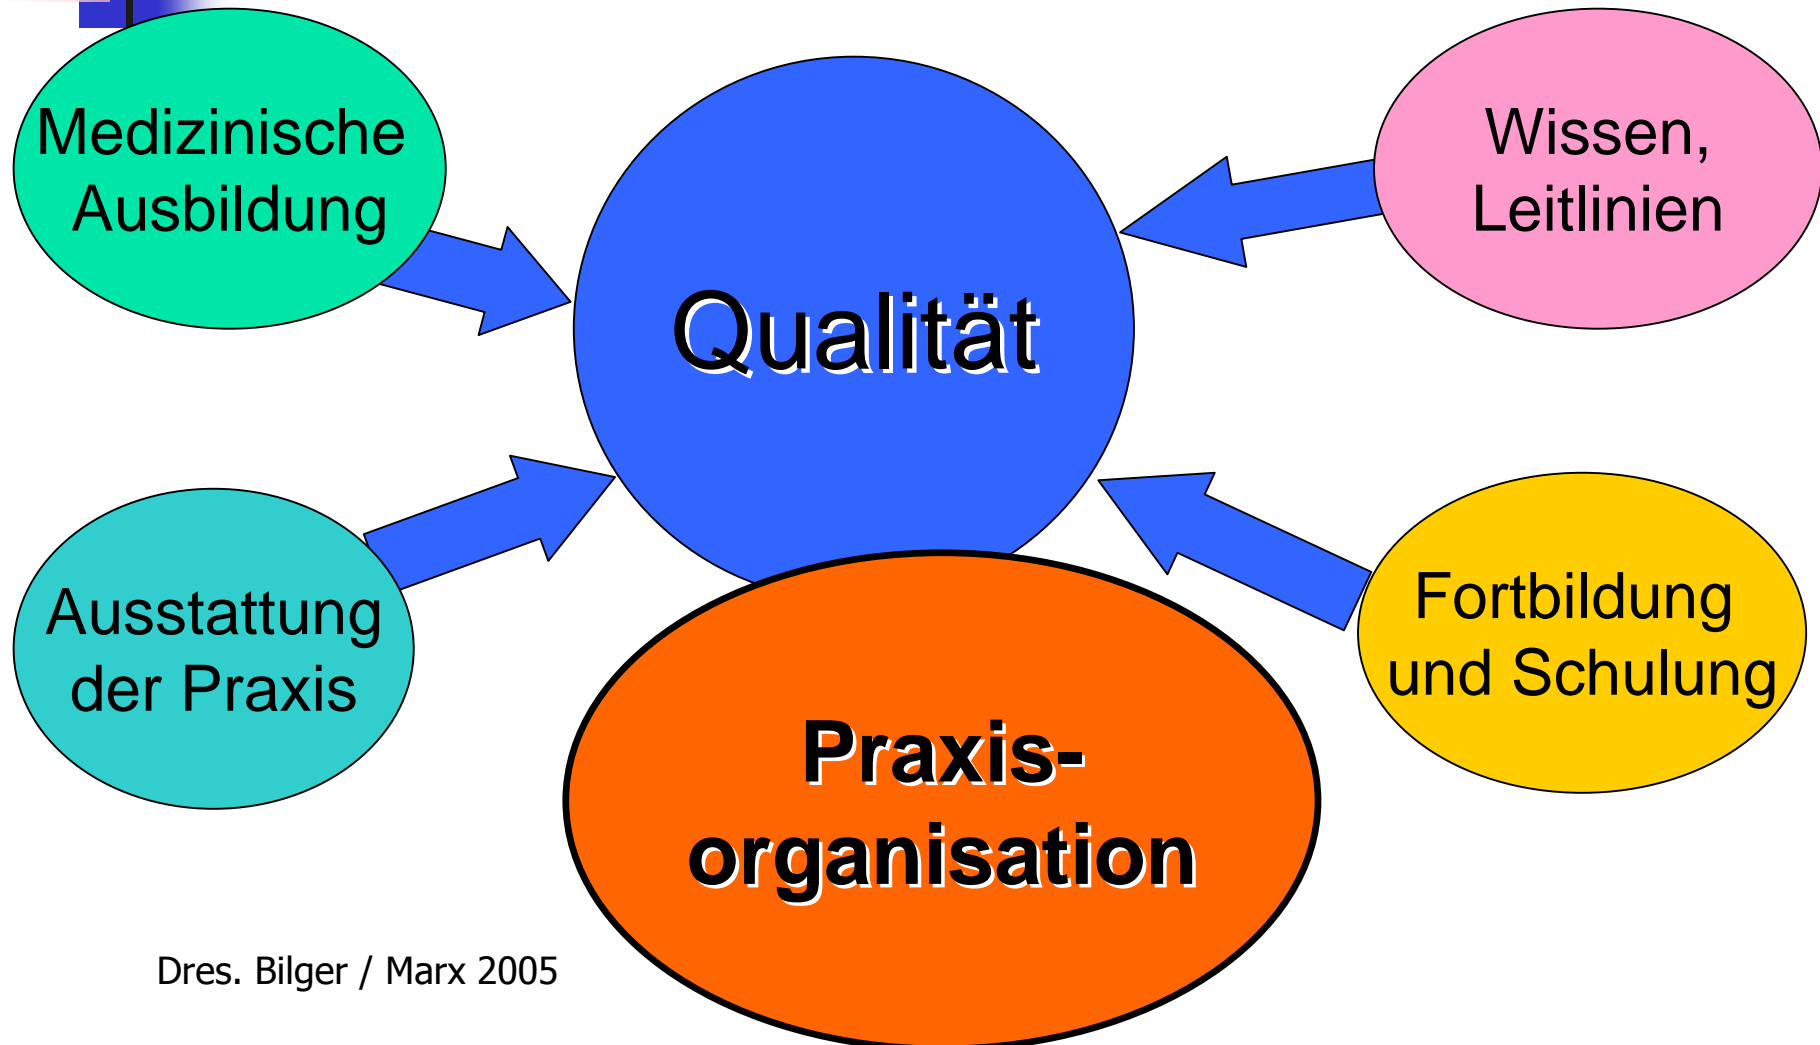 Medizinische
Ausbildung
Wissen,
Leitlinien
Qualität
Ausstattung
der Praxis
Fortbildung
und Schulung
Praxis-
organisation
Dres. Bilger / Marx 2005